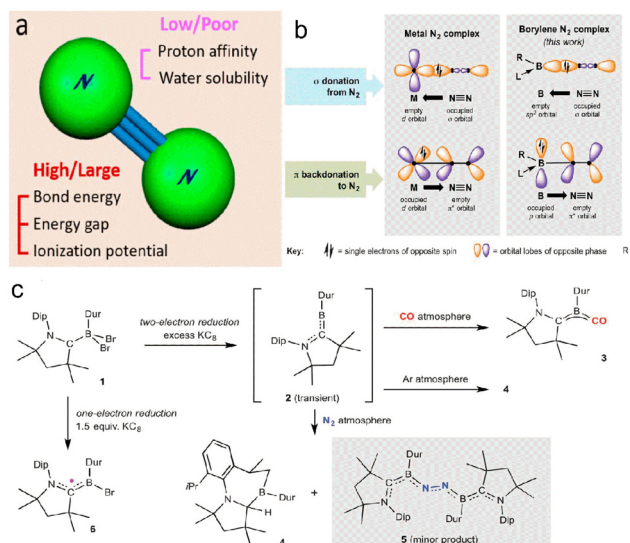 a
Low/Poor
Proton affinity
Water solubility
N
N
High/Large
Bond energy
Energy gap
Ionization potential
b
Metal N2 complex
Borylene N2 complex
(this work)
σ donation
from N2
R
L
B
M
N≡N
B
N≡N
empty
d orbital
occupied
σ orbital
empty
sp2 orbital
occupied
σ orbital
π backdonation
to N2
R
L
B
M
N≡N
B
N≡N
occupied
d orbital
empty
π* orbital
occupied
p orbital
empty
π* orbital
Key:
= single electrons of opposite spin
= orbital lobes of opposite phase
R
c
Dip
Dur
N
C
B
Br
Br
1
two-electron reduction
excess KC8
Dur
B
C
Dip
N
2 (transient)
CO atmosphere
Ar atmosphere
4
Dip
Dur
N
C
B
CO
3
one-electron reduction
1.5 equiv. KC8
N2 atmosphere
Dip
Dur
N
C
B
Br
6
iPr
N
B
Dur
H
4
+
Dur
B
C
N
Dip
N
N
B
Dur
C
N
Dip
5 (minor product)